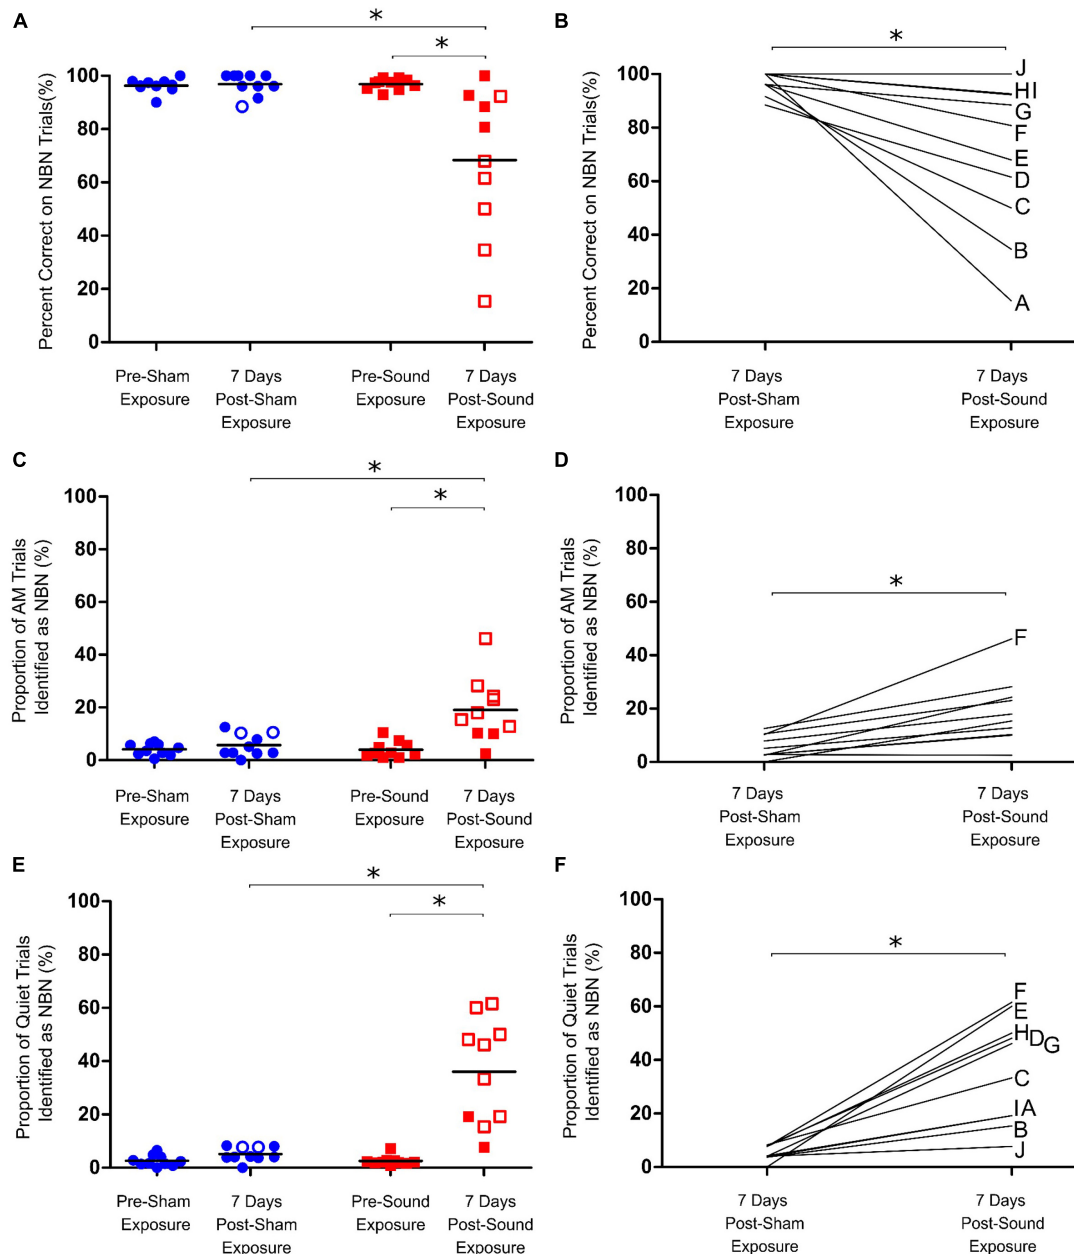 A
*
*
Percent Correct on NBN Trials(%)
100
80
60
40
20
0
Pre-Sham
Exposure
7 Days
Post-Sham
Exposure
Pre-Sound
Exposure
7 Days
Post-Sound
Exposure
B
*
Percent Correct on NBN Trials(%)
100
80
60
40
20
0
J
HI
G
F
E
D
C
B
A
7 Days
Post-Sham
Exposure
7 Days
Post-Sound
Exposure
C
*
*
Proportion of AM Trials
Identified as NBN (%)
100
80
60
40
20
0
Pre-Sham
Exposure
7 Days
Post-Sham
Exposure
Pre-Sound
Exposure
7 Days
Post-Sound
Exposure
D
*
Proportion of AM Trials
Identified as NBN (%)
100
80
60
40
20
0
F
7 Days
Post-Sham
Exposure
7 Days
Post-Sound
Exposure
E
*
*
Proportion of Quiet Trials
Identified as NBN (%)
100
80
60
40
20
0
Pre-Sham
Exposure
7 Days
Post-Sham
Exposure
Pre-Sound
Exposure
7 Days
Post-Sound
Exposure
F
*
Proportion of Quiet Trials
Identified as NBN (%)
100
80
60
40
20
0
F
E
HDG
C
IA
B
J
7 Days
Post-Sham
Exposure
7 Days
Post-Sound
Exposure